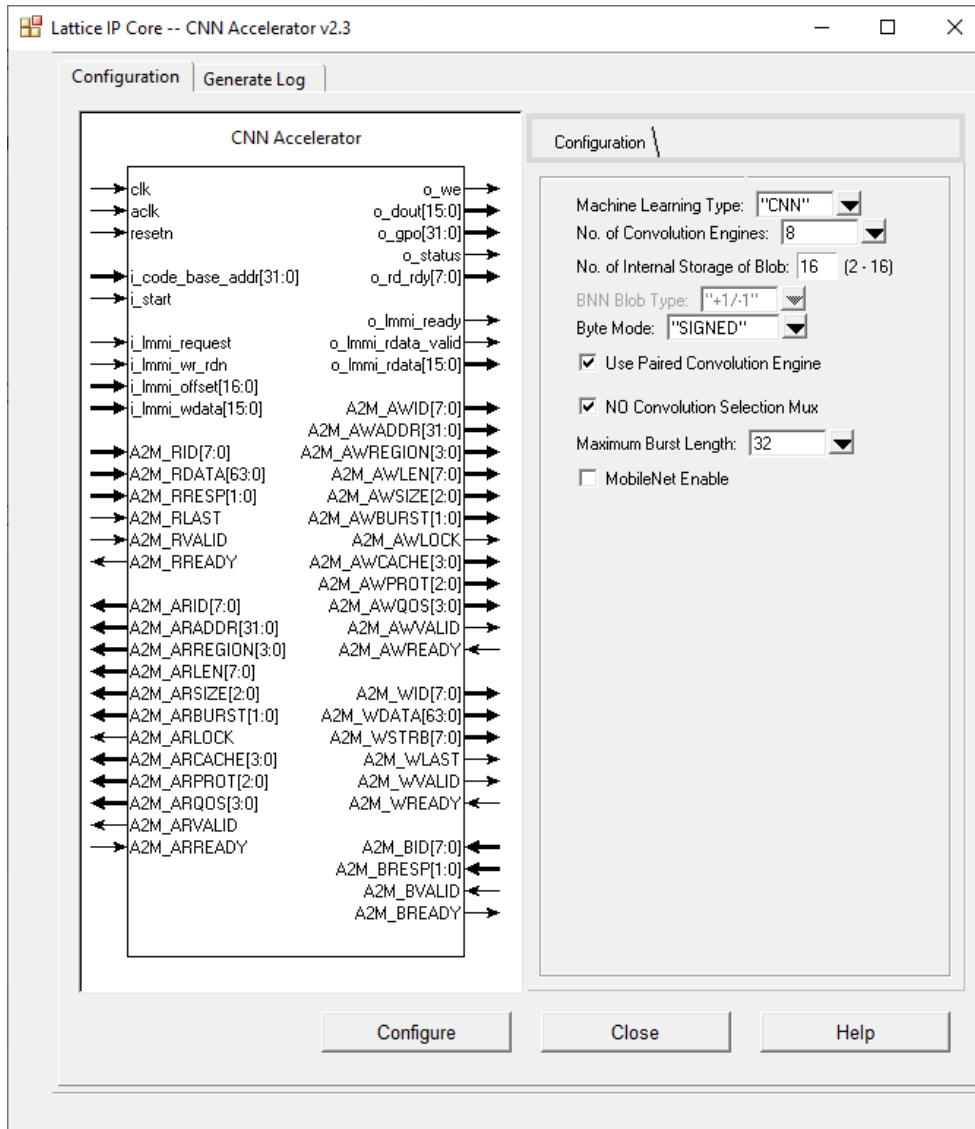 Lattice IP Core -- CNN Accelerator v2.3
Configuration
Generate Log
CNN Accelerator
clk
aclk
resetn
i_code_base_addr[31:0]
i_start
i_lmmi_request
i_lmmi_wr_rdn
i_lmmi_offset[16:0]
i_lmmi_wdata[15:0]
A2M_RID[7:0]
A2M_RDATA[63:0]
A2M_RRESP[1:0]
A2M_RLAST
A2M_RVALID
A2M_RREADY
A2M_ARID[7:0]
A2M_ARADDR[31:0]
A2M_ARREGION[3:0]
A2M_ARLEN[7:0]
A2M_ARSIZE[2:0]
A2M_ARBURST[1:0]
A2M_ARLOCK
A2M_ARCACHE[3:0]
A2M_ARPROT[2:0]
A2M_ARQOS[3:0]
A2M_ARVALID
A2M_ARREADY
o_we
o_dout[15:0]
o_gpo[31:0]
o_status
o_rd_rdy[7:0]
o_lmmi_ready
o_lmmi_rdata_valid
o_lmmi_rdata[15:0]
A2M_AWID[7:0]
A2M_AWADDR[31:0]
A2M_AWREGION[3:0]
A2M_AWLEN[7:0]
A2M_AWSIZE[2:0]
A2M_AWBURST[1:0]
A2M_AWLOCK
A2M_AWCACHE[3:0]
A2M_AWPROT[2:0]
A2M_AWQOS[3:0]
A2M_AWVALID
A2M_AWREADY
A2M_WID[7:0]
A2M_WDATA[63:0]
A2M_WSTRB[7:0]
A2M_WLAST
A2M_WVALID
A2M_WREADY
A2M_BID[7:0]
A2M_BRESP[1:0]
A2M_BVALID
A2M_BREADY
Configuration
Machine Learning Type: "CNN"
No. of Convolution Engines: 8
No. of Internal Storage of Blob: 16 (2 - 16)
BNN Blob Type: "+1/-1"
Byte Mode: "SIGNED"
Use Paired Convolution Engine
NO Convolution Selection Mux
Maximum Burst Length: 32
MobileNet Enable
Configure
Close
Help